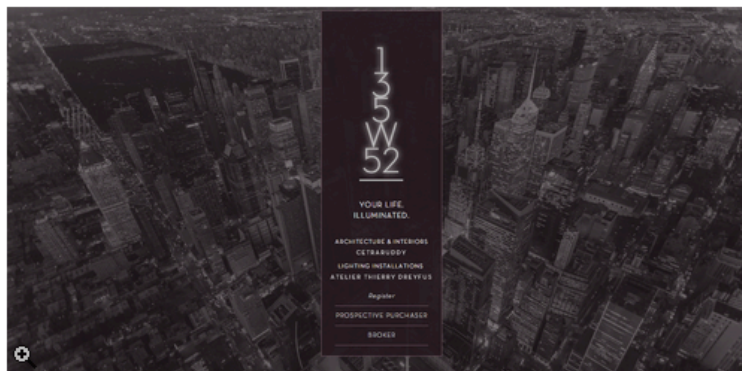 1
3
5
W
52
YOUR LIFE.
ILLUMINATED.
ARCHITECTURE & INTERIORS
CETRARUDDY
LIGHTING INSTALLATIONS
ATELIER THIERRY DREYFUS
Register
PROSPECTIVE PURCHASER
BROKER